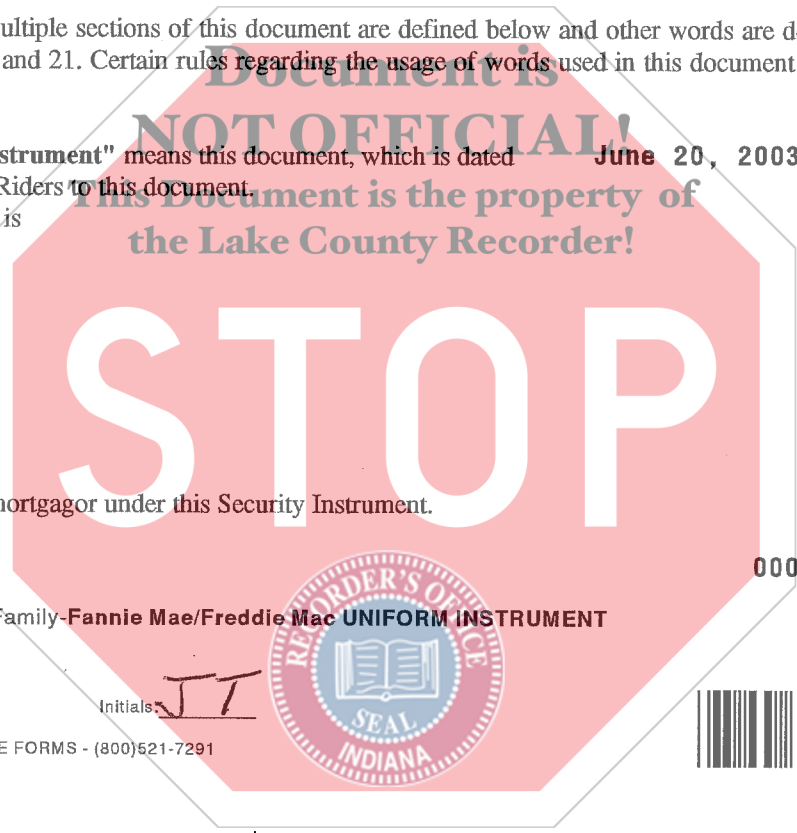 ultiple sections of this document are defined below and other words are d
and 21. Certain rules regarding the usage of words used in this document
Document is
NOT OFFICIAL!
strument" means this document, which is dated June 20, 2003
Riders to this document.
This Document is the property of
is
the Lake County Recorder!
STOP
mortgagor under this Security Instrument.
000
Family-Fannie Mae/Freddie Mac UNIFORM INSTRUMENT
RECORDER'S OFFICE
Initials: JT
SEAL
INDIANA
E FORMS - (800)521-7291